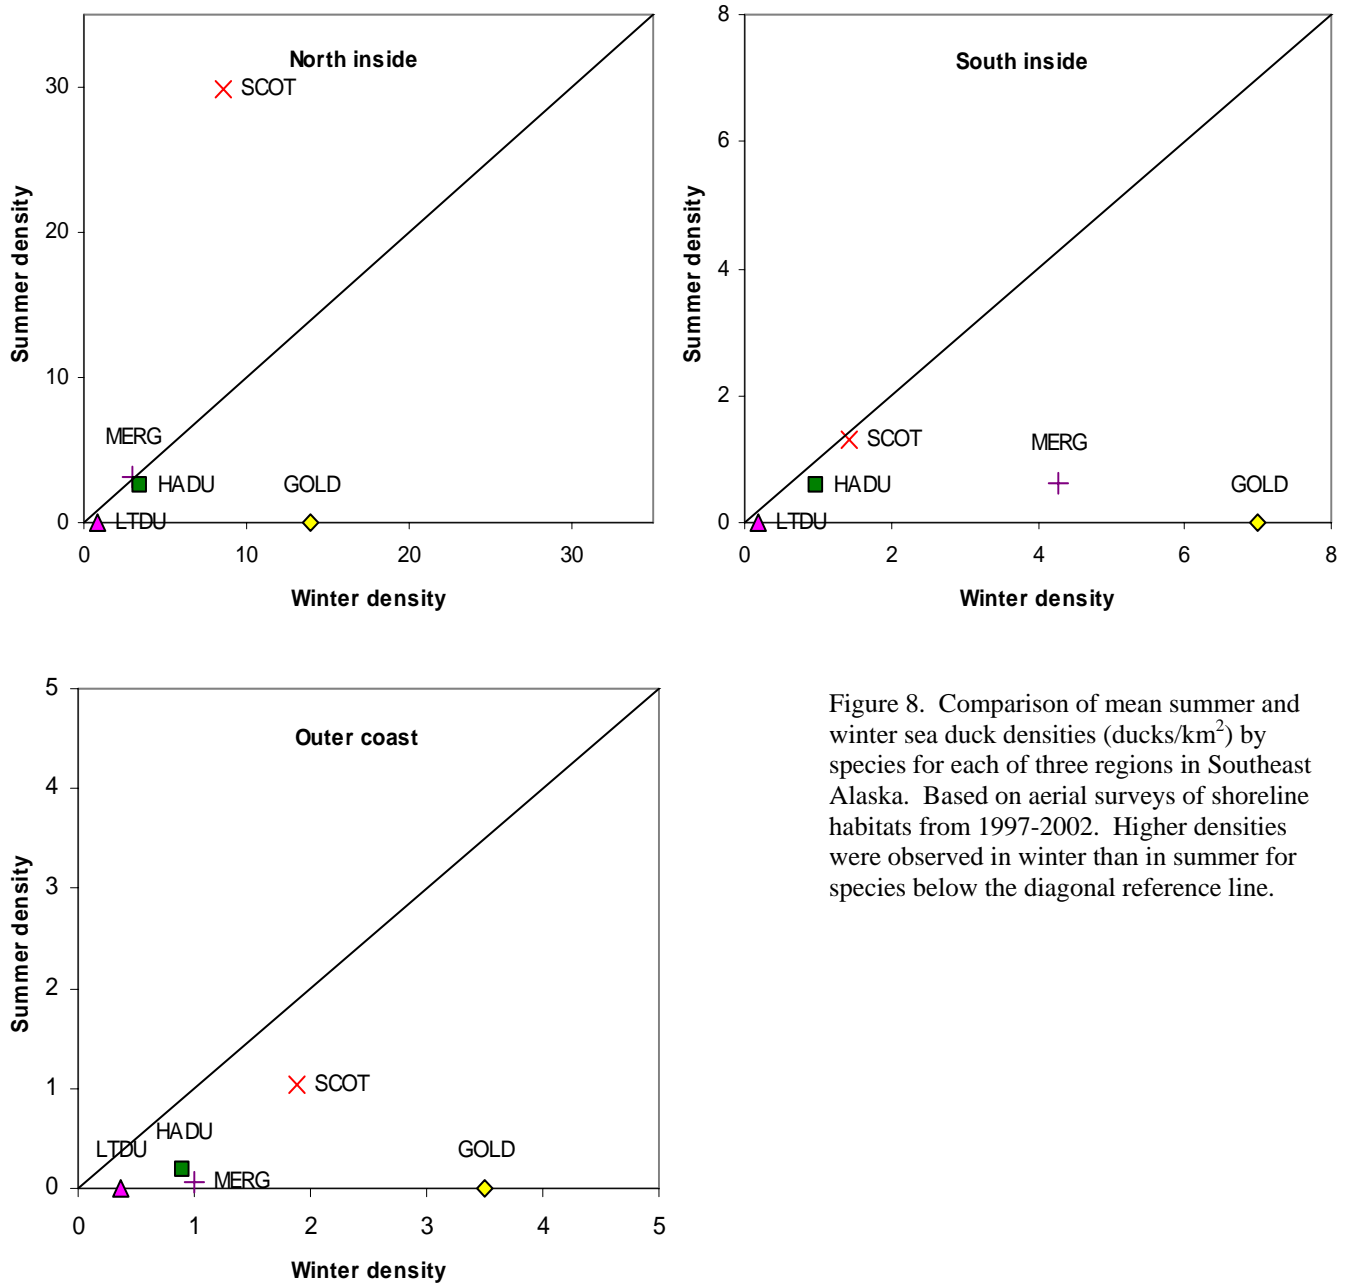 North inside
SCOT
MERG
HADU
GOLD
LTDU
30
20
10
0
0
10
20
30
Summer density
Winter density
South inside
SCOT
MERG
HADU
GOLD
LTDU
8
6
4
2
0
0
2
4
6
8
Summer density
Winter density
Outer coast
SCOT
HADU
LTDU
GOLD
MERG
5
4
3
2
1
0
0
1
2
3
4
5
Summer density
Winter density
Figure 8. Comparison of mean summer and
winter sea duck densities (ducks/km²) by
species for each of three regions in Southeast
Alaska. Based on aerial surveys of shoreline
habitats from 1997-2002. Higher densities
were observed in winter than in summer for
species below the diagonal reference line.